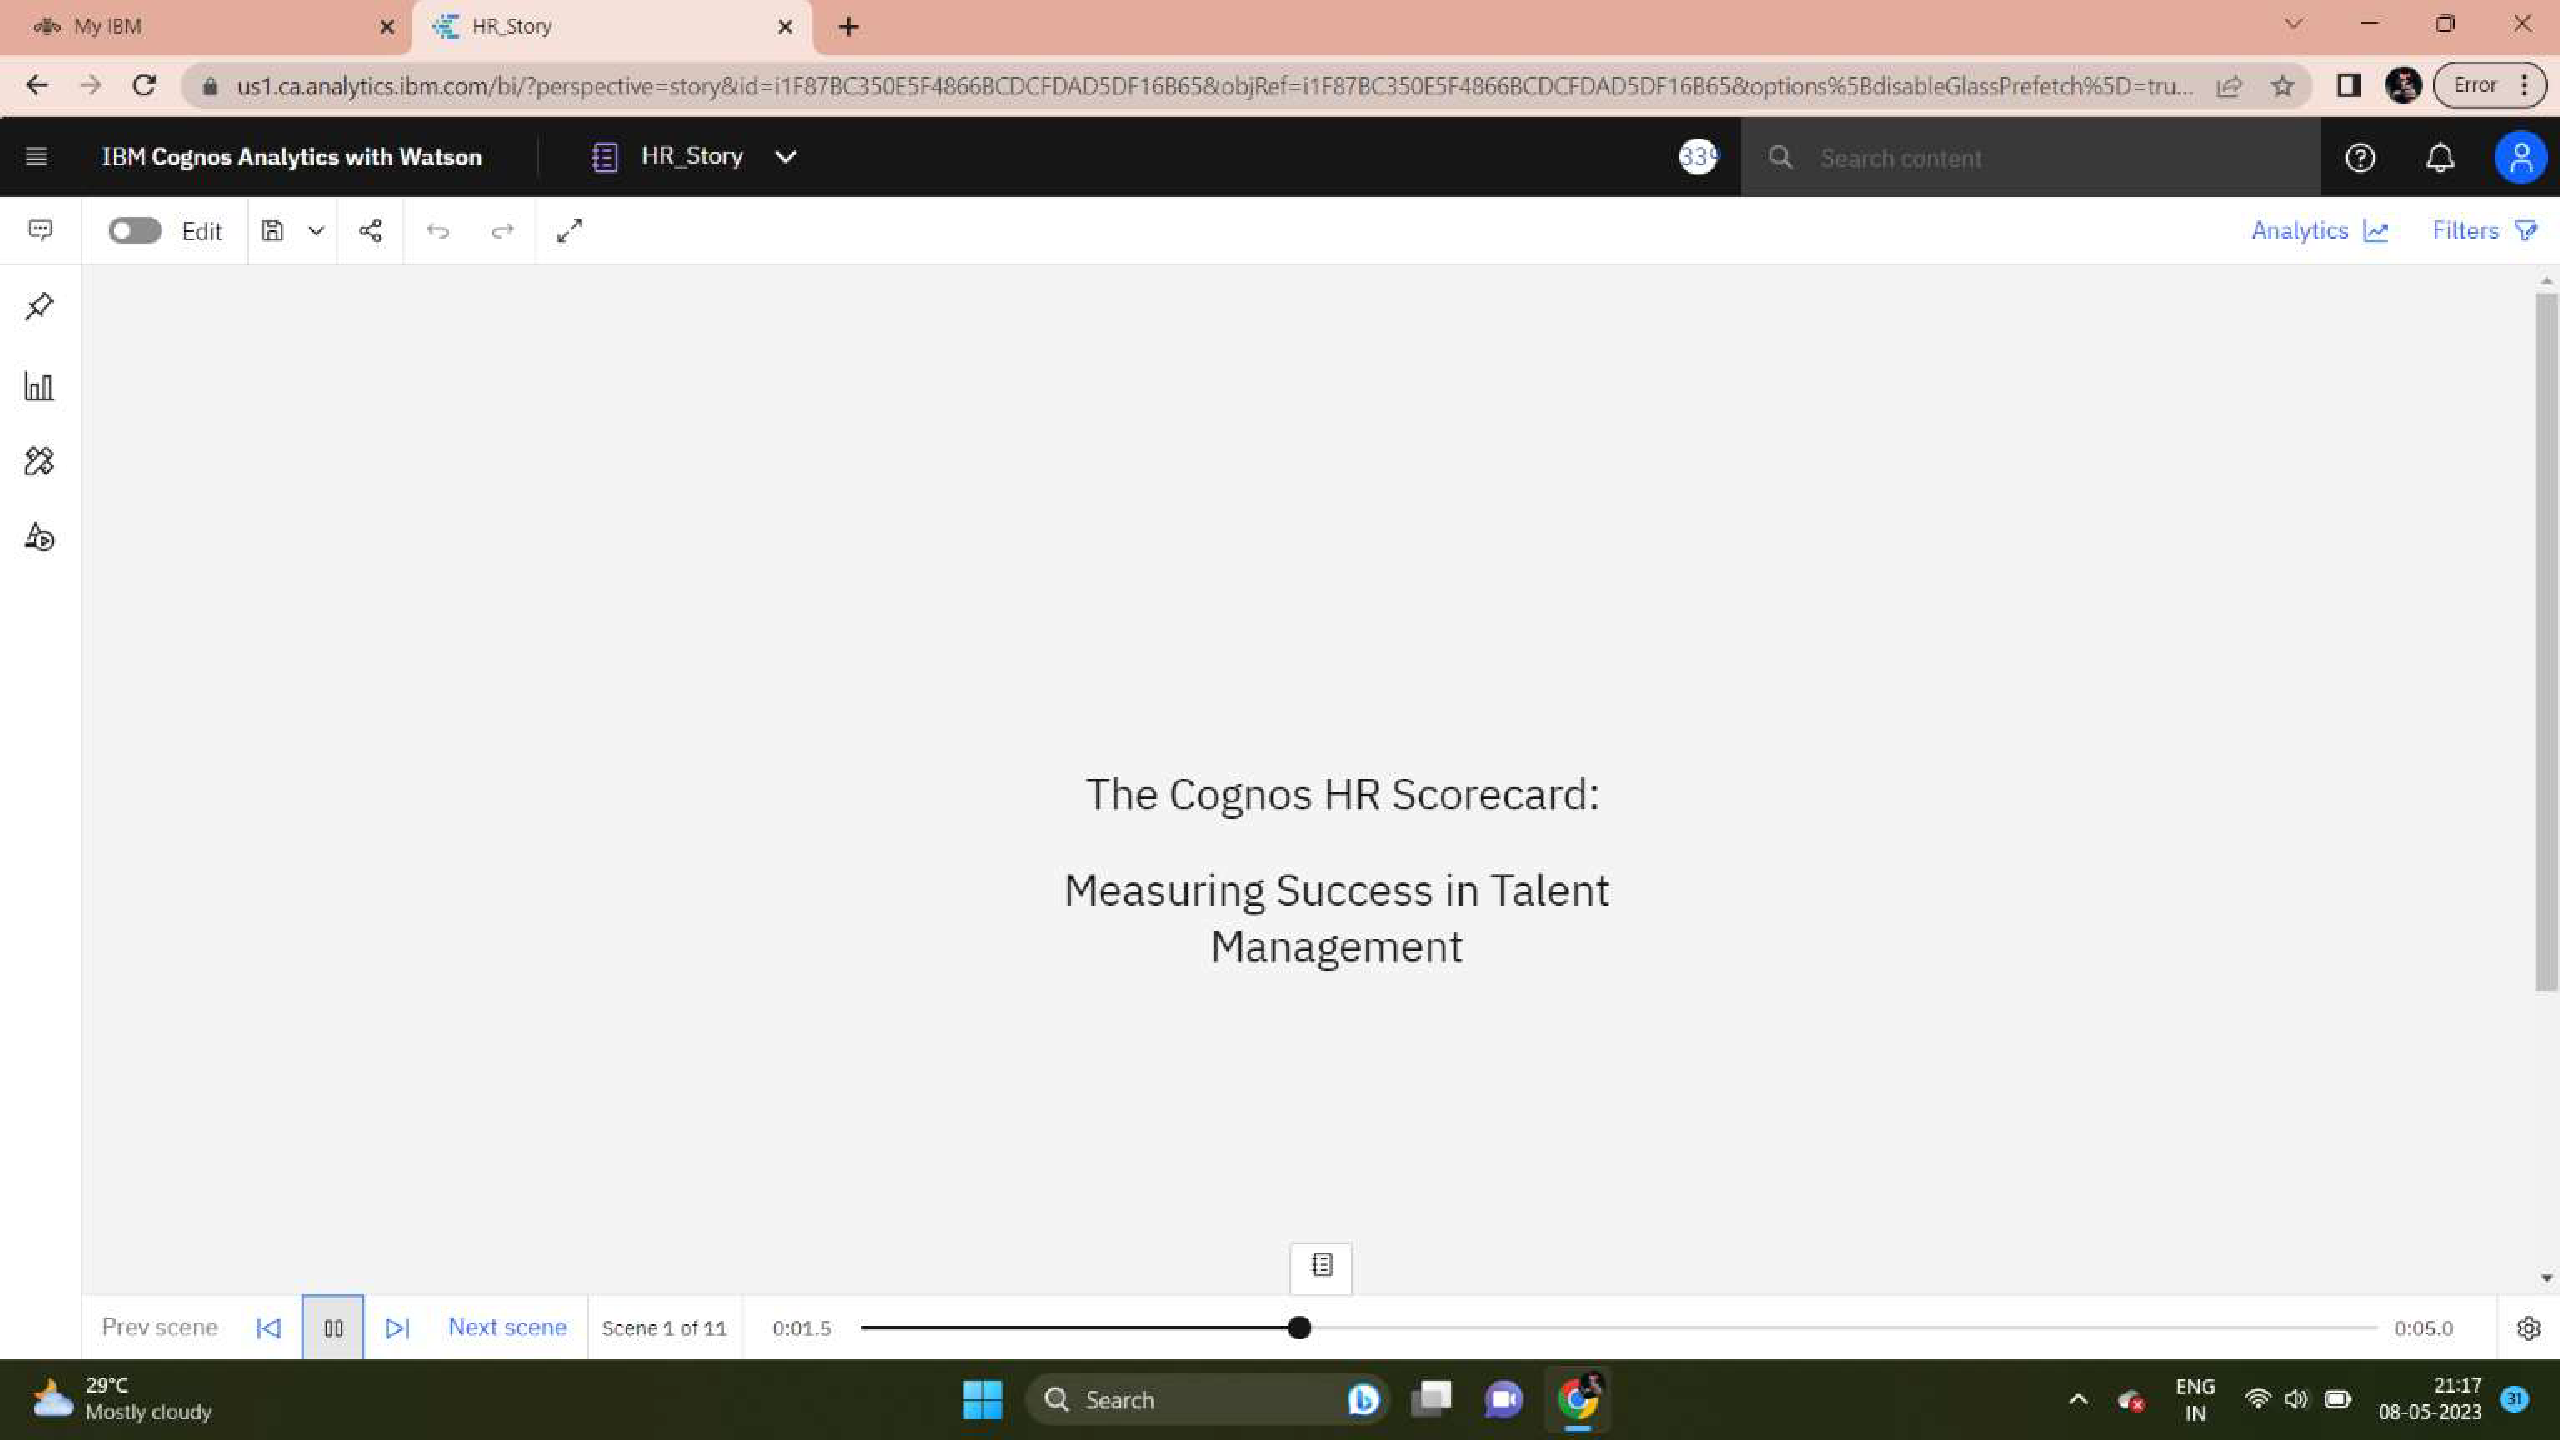 My IBM
HR_Story
us1.ca.analytics.ibm.com/bi/?perspective=story&id=i1F87BC350E5F4866BCDCFDAD5DF16B65&objRef=i1F87BC350E5F4866BCDCFDAD5DF16B65&options%5BdisableGlassPrefetch%5D=tru...
Error
IBM Cognos Analytics with Watson
HR_Story
Search content
Edit
Analytics
Filters
The Cognos HR Scorecard:
Measuring Success in Talent
Management
Prev scene
Next scene
Scene 1 of 11
0:01.5
0:05.0
29°C
Mostly cloudy
Search
ENG
IN
21:17
08-05-2023
31